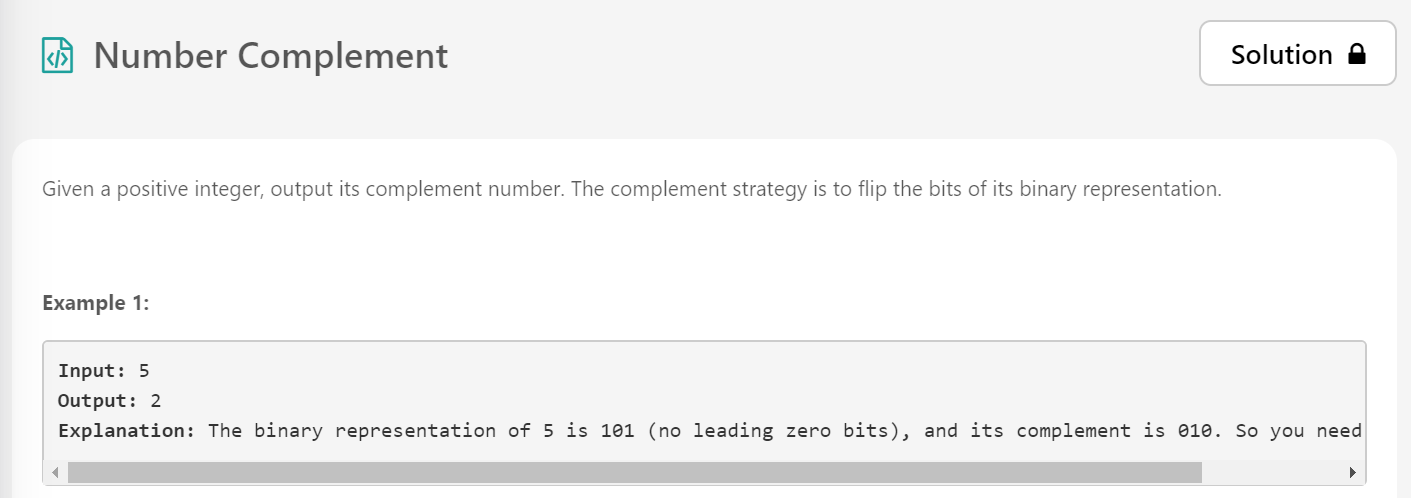 Number Complement
Solution
Given a positive integer, output its complement number. The complement strategy is to flip the bits of its binary representation.
Example 1:
Input: 5
Output: 2
Explanation: The binary representation of 5 is 101 (no leading zero bits), and its complement is 010. So you need